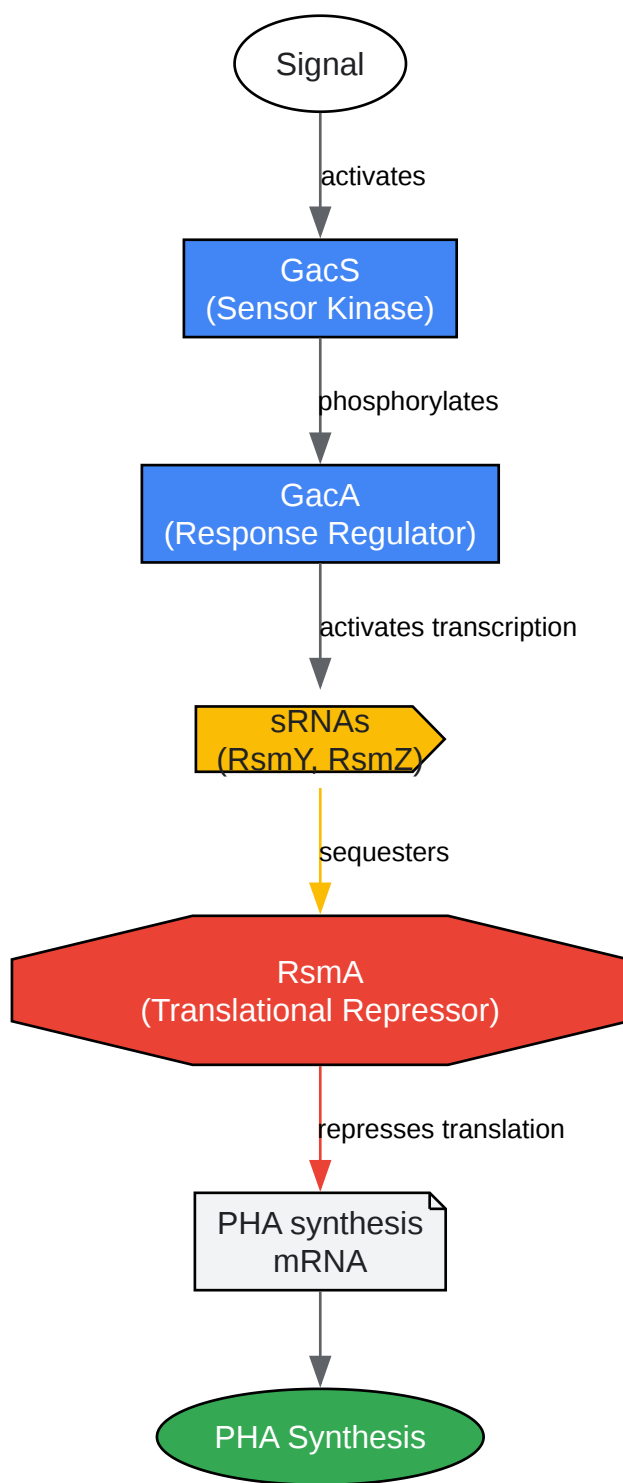 Signal
activates
GacS
(Sensor Kinase)
phosphorylates
GacA
(Response Regulator)
activates transcription
sRNAs
(RsmY, RsmZ)
sequesters
RsmA
(Translational Repressor)
represses translation
PHA synthesis
mRNA
PHA Synthesis